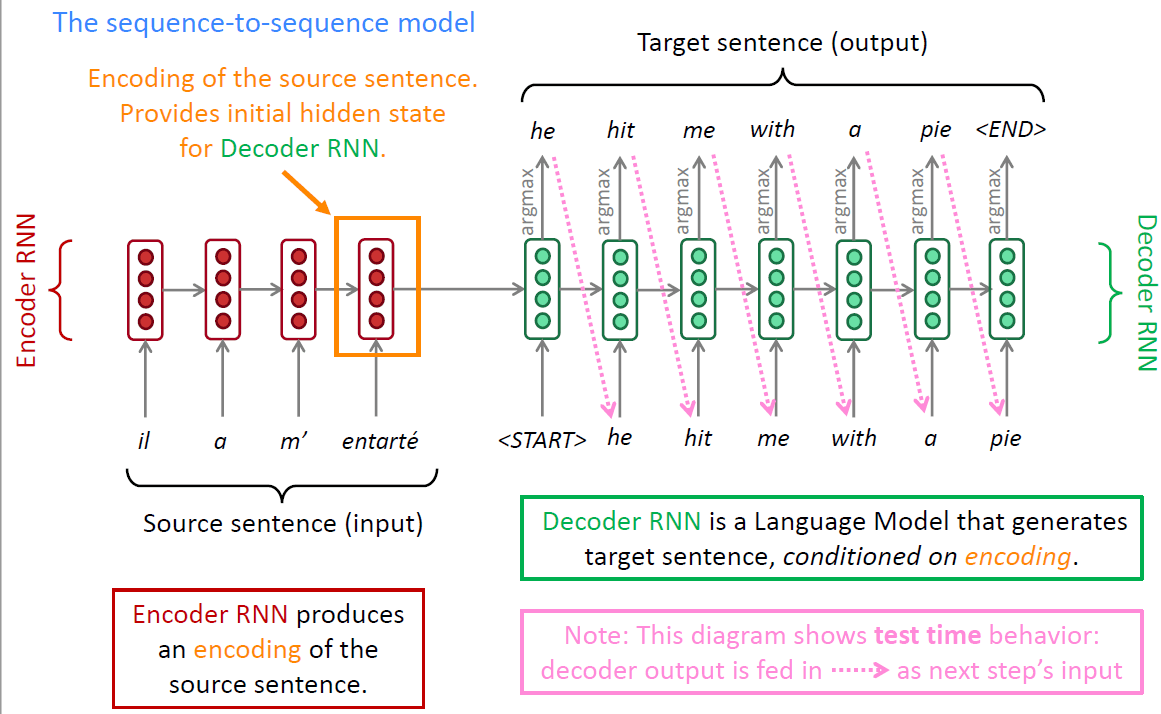 The sequence-to-sequence model
Encoding of the source sentence.
Provides initial hidden state
for Decoder RNN.
Target sentence (output)
he hit me with a pie <END>
argmax argmax argmax argmax argmax argmax argmax
Encoder RNN
Decoder RNN
il a m’ entarté
<START> he hit me with a pie
Source sentence (input)
Decoder RNN is a Language Model that generates
target sentence, conditioned on encoding.
Encoder RNN produces
an encoding of the
source sentence.
Note: This diagram shows test time behavior:
decoder output is fed in as next step’s input